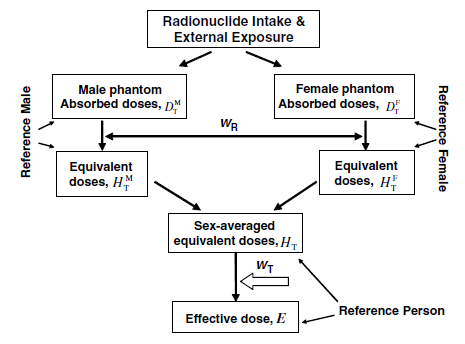 Radionuclide Intake &
External Exposure
Male phantom
Absorbed doses, D_T^M
Female phantom
Absorbed doses, D_T^F
Reference Male
Reference Female
w_R
Equivalent
doses, H_T^M
Equivalent
doses, H_T^F
Sex-averaged
equivalent doses, H_T
w_T
Effective dose, E
Reference Person